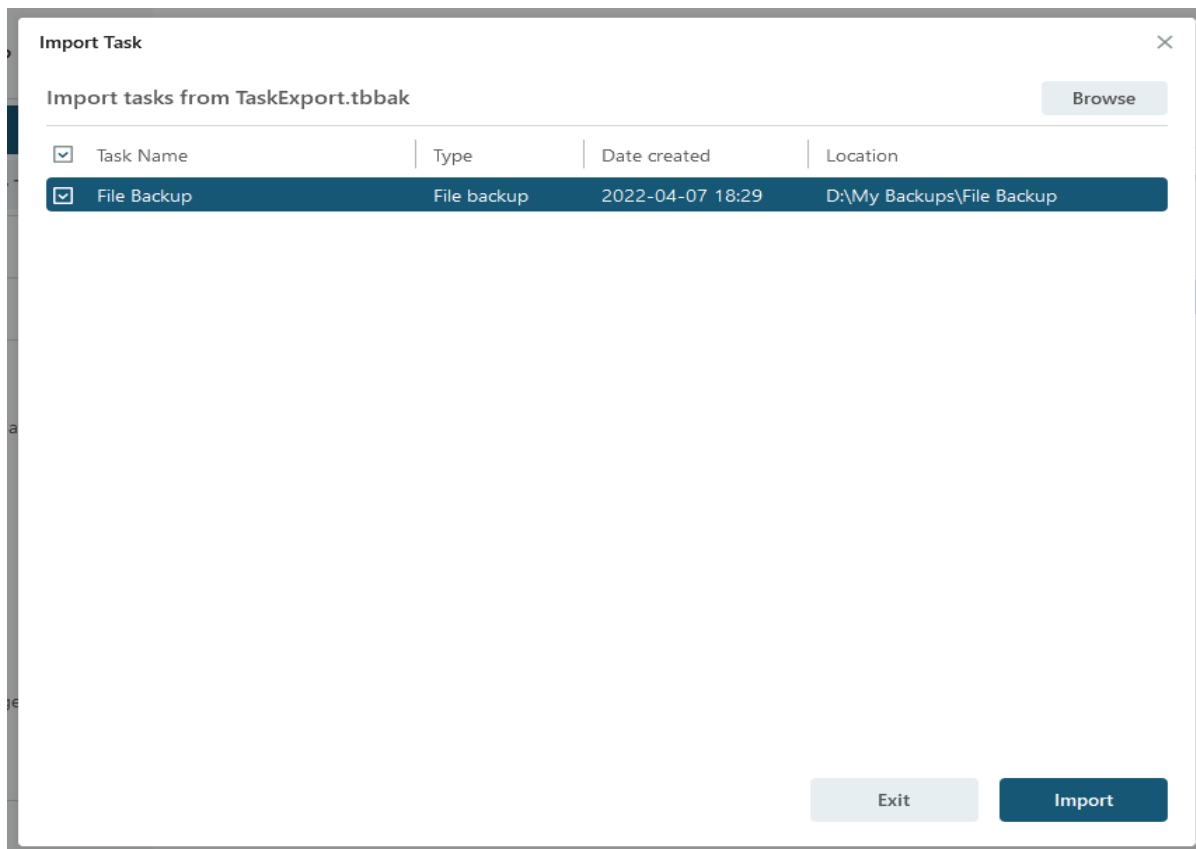 Import Task
Import tasks from TaskExport.tbbak
Browse
Task Name Type Date created Location
File Backup File backup 2022-04-07 18:29 D:\My Backups\File Backup
a
ge
Exit Import